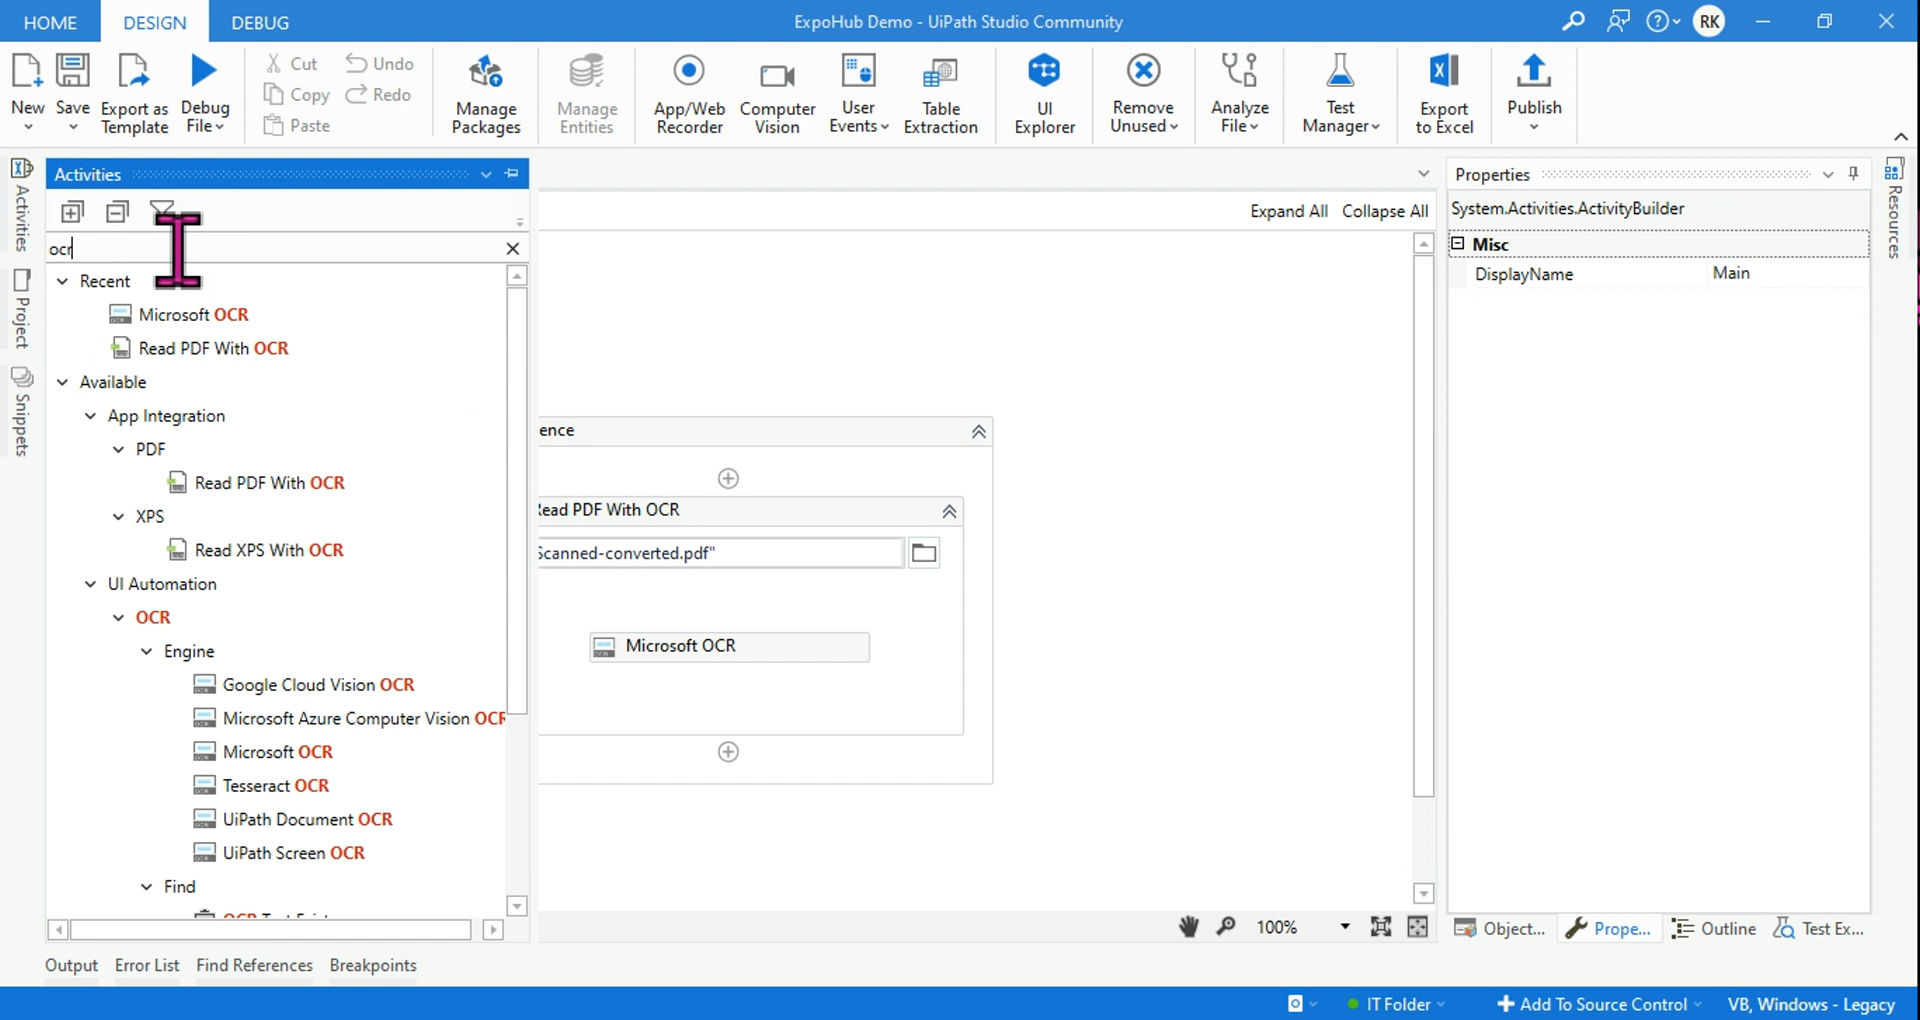 HOME DESIGN DEBUG ExpoHub Demo - UiPath Studio Community RK
New Save Export as Template Debug File Cut Copy Paste Undo Redo Manage Packages Manage Entities App/Web Recorder Computer Vision User Events Table Extraction UI Explorer Remove Unused Analyze File Test Manager Export to Excel Publish
Activities
Project
Snippets
Activities
ocr
Recent
Microsoft OCR
Read PDF With OCR
Available
App Integration
PDF
Read PDF With OCR
XPS
Read XPS With OCR
UI Automation
OCR
Engine
Google Cloud Vision OCR
Microsoft Azure Computer Vision OCR
Microsoft OCR
Tesseract OCR
UiPath Document OCR
UiPath Screen OCR
Find
Expand All Collapse All
ence
Read PDF With OCR
Scanned-converted.pdf"
Microsoft OCR
100%
Properties
System.Activities.ActivityBuilder
Misc
DisplayName Main
Resources
Object... Prope... Outline Test Ex...
Output Error List Find References Breakpoints
IT Folder Add To Source Control VB, Windows - Legacy